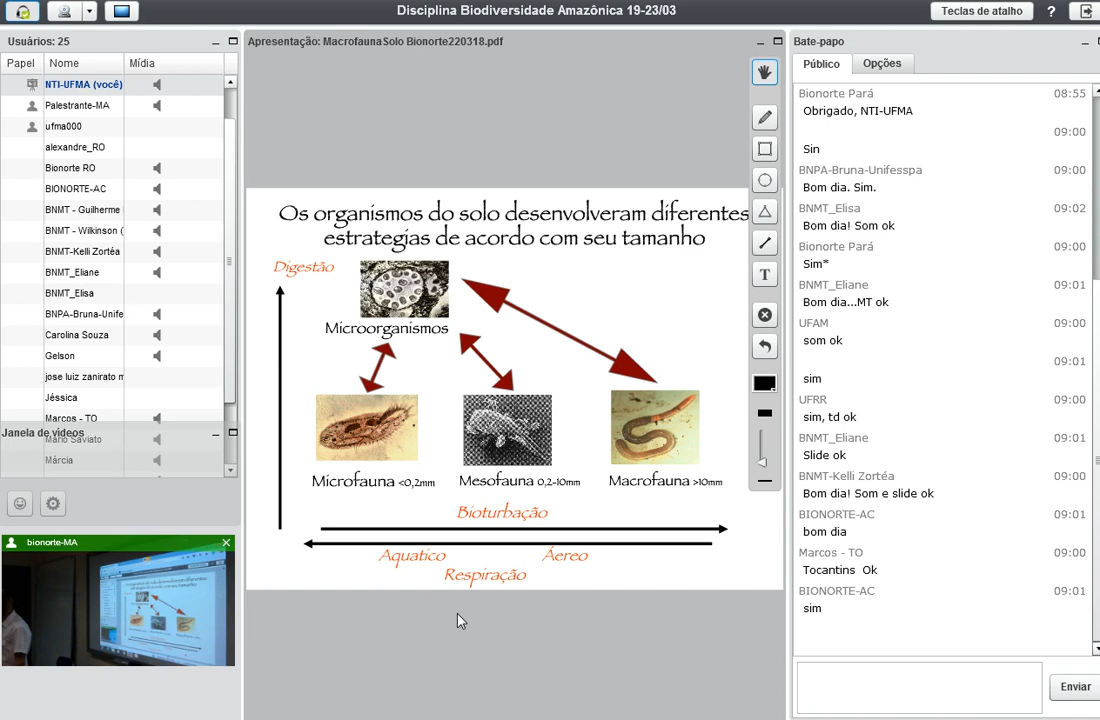 Disciplina Biodiversidade Amazônica 19-23/03
Teclas de atalho
?
Usuários: 25
Papel Nome Mídia
NTI-UFMA (você)
Palestrante-MA
ufma000
alexandre_RO
Bionorte RO
BIONORTE-AC
BNMT - Guilherme
BNMT - Wilkinson (
BNMT-Kelli Zortéa
BNMT_Eliane
BNMT_Elisa
BNPA-Bruna-Unife
Carolina Souza
Gelson
jose luiz zanirato m
Jéssica
Marcos - TO
Janela de vídeos
Mario Saviato
Márcia
bionorte-MA
Apresentação: MacrofaunaSolo Bionorte220318.pdf
Os organismos do solo desenvolveram diferentes
estrategias de acordo com seu tamanho
Digestão
Microorganismos
Microfauna <0,2mm
Mesofauna 0,2-10mm
Macrofauna >10mm
Bioturbação
Aquatico
Áereo
Respiração
T
Bate-papo
Público Opções
Bionorte Pará 08:55
Obrigado, NTI-UFMA
09:00
Sin
BNPA-Bruna-Unifesspa 09:00
Bom dia. Sim.
BNMT_Elisa 09:02
Bom dia! Som ok
Bionorte Pará 09:00
Sim*
BNMT_Eliane 09:01
Bom dia...MT ok
UFAM 09:00
som ok
09:01
sim
UFRR 09:00
sim, td ok
BNMT_Eliane 09:01
Slide ok
BNMT-Kelli Zortéa 09:00
Bom dia! Som e slide ok
BIONORTE-AC 09:01
bom dia
Marcos - TO 09:00
Tocantins Ok
BIONORTE-AC 09:01
sim
Enviar